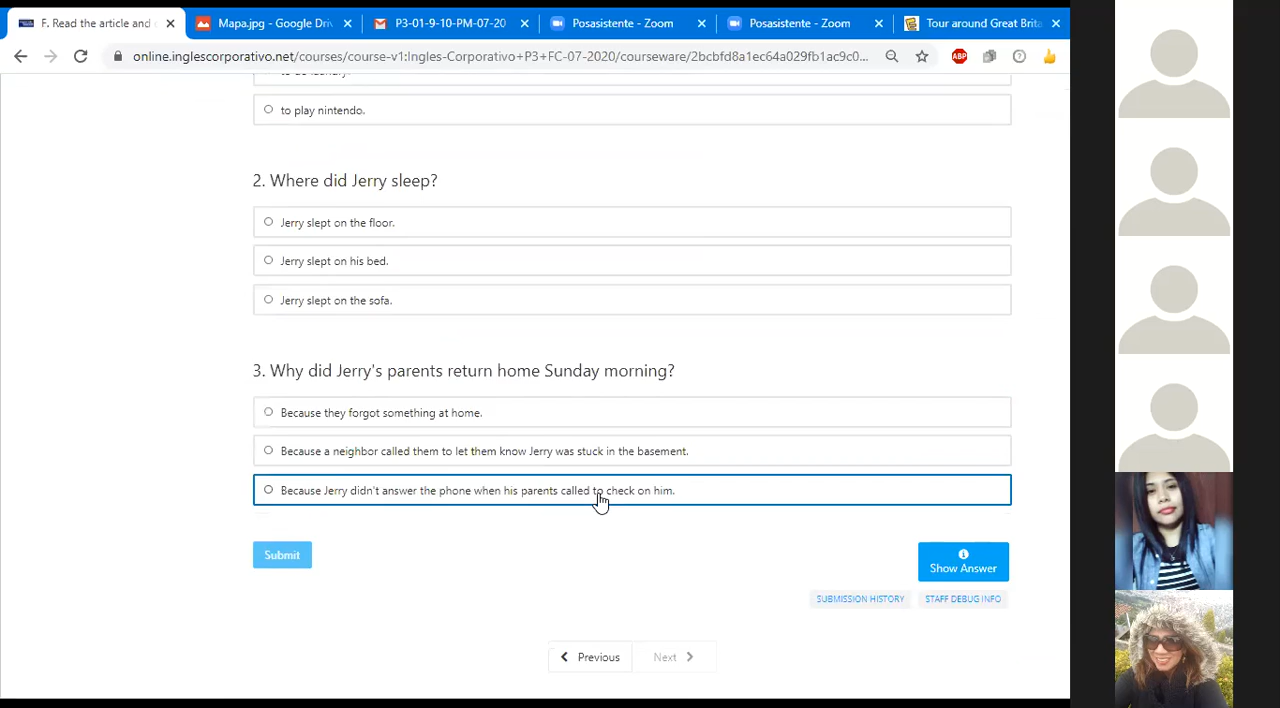 F. Read the article and
Mapa.jpg - Google Driv
P3-01-9-10-PM-07-20
Posasistente - Zoom
Posasistente - Zoom
Tour around Great Brita
online.inglescorporativo.net/courses/course-v1:Ingles-Corporativo+P3+FC-07-2020/courseware/2bcbfd8a1ec64a029fb1ac9c0...
ABP
to do laundry.
to play nintendo.
2. Where did Jerry sleep?
Jerry slept on the floor.
Jerry slept on his bed.
Jerry slept on the sofa.
3. Why did Jerry's parents return home Sunday morning?
Because they forgot something at home.
Because a neighbor called them to let them know Jerry was stuck in the basement.
Because Jerry didn't answer the phone when his parents called to check on him.
Submit
Show Answer
SUBMISSION HISTORY
STAFF DEBUG INFO
Previous
Next